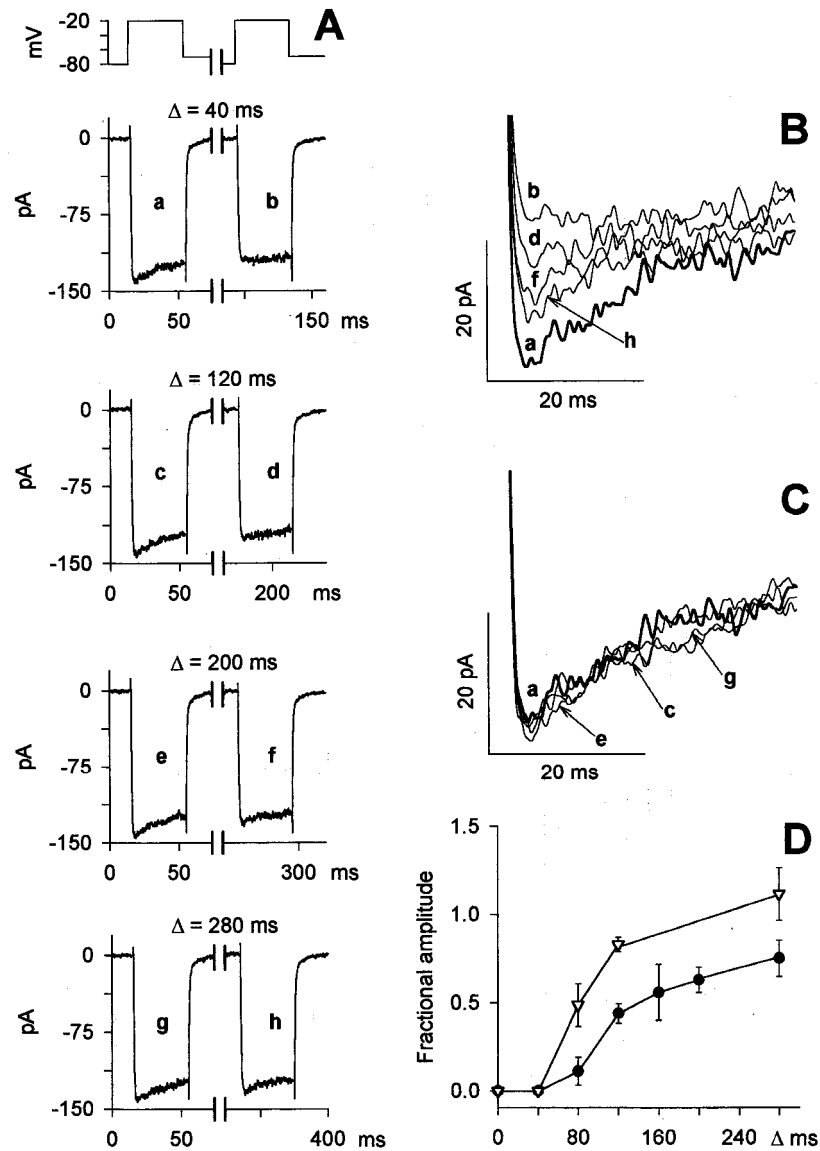 A
mV
-20
-80
Δ = 40 ms
pA
0
-75
-150
a
b
0 50 150 ms
Δ = 120 ms
pA
0
-75
-150
c
d
0 50 200 ms
Δ = 200 ms
pA
0
-75
-150
e
f
0 50 300 ms
Δ = 280 ms
pA
0
-75
-150
g
h
0 50 400 ms
B
b
d
f
a
h
20 pA
20 ms
C
a
g
c
e
20 pA
20 ms
D
Fractional amplitude
1.5
1.0
0.5
0.0
0 80 160 240 Δ ms